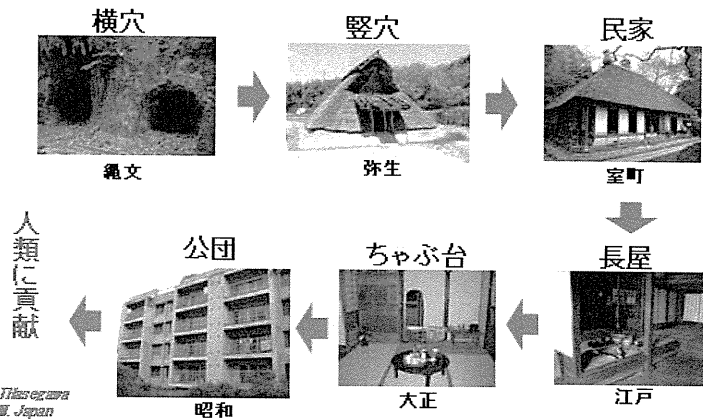 横穴
縄文
竪穴
弥生
民家
室町
長屋
江戸
ちゃぶ台
大正
公団
昭和
人類に貢献
Japan